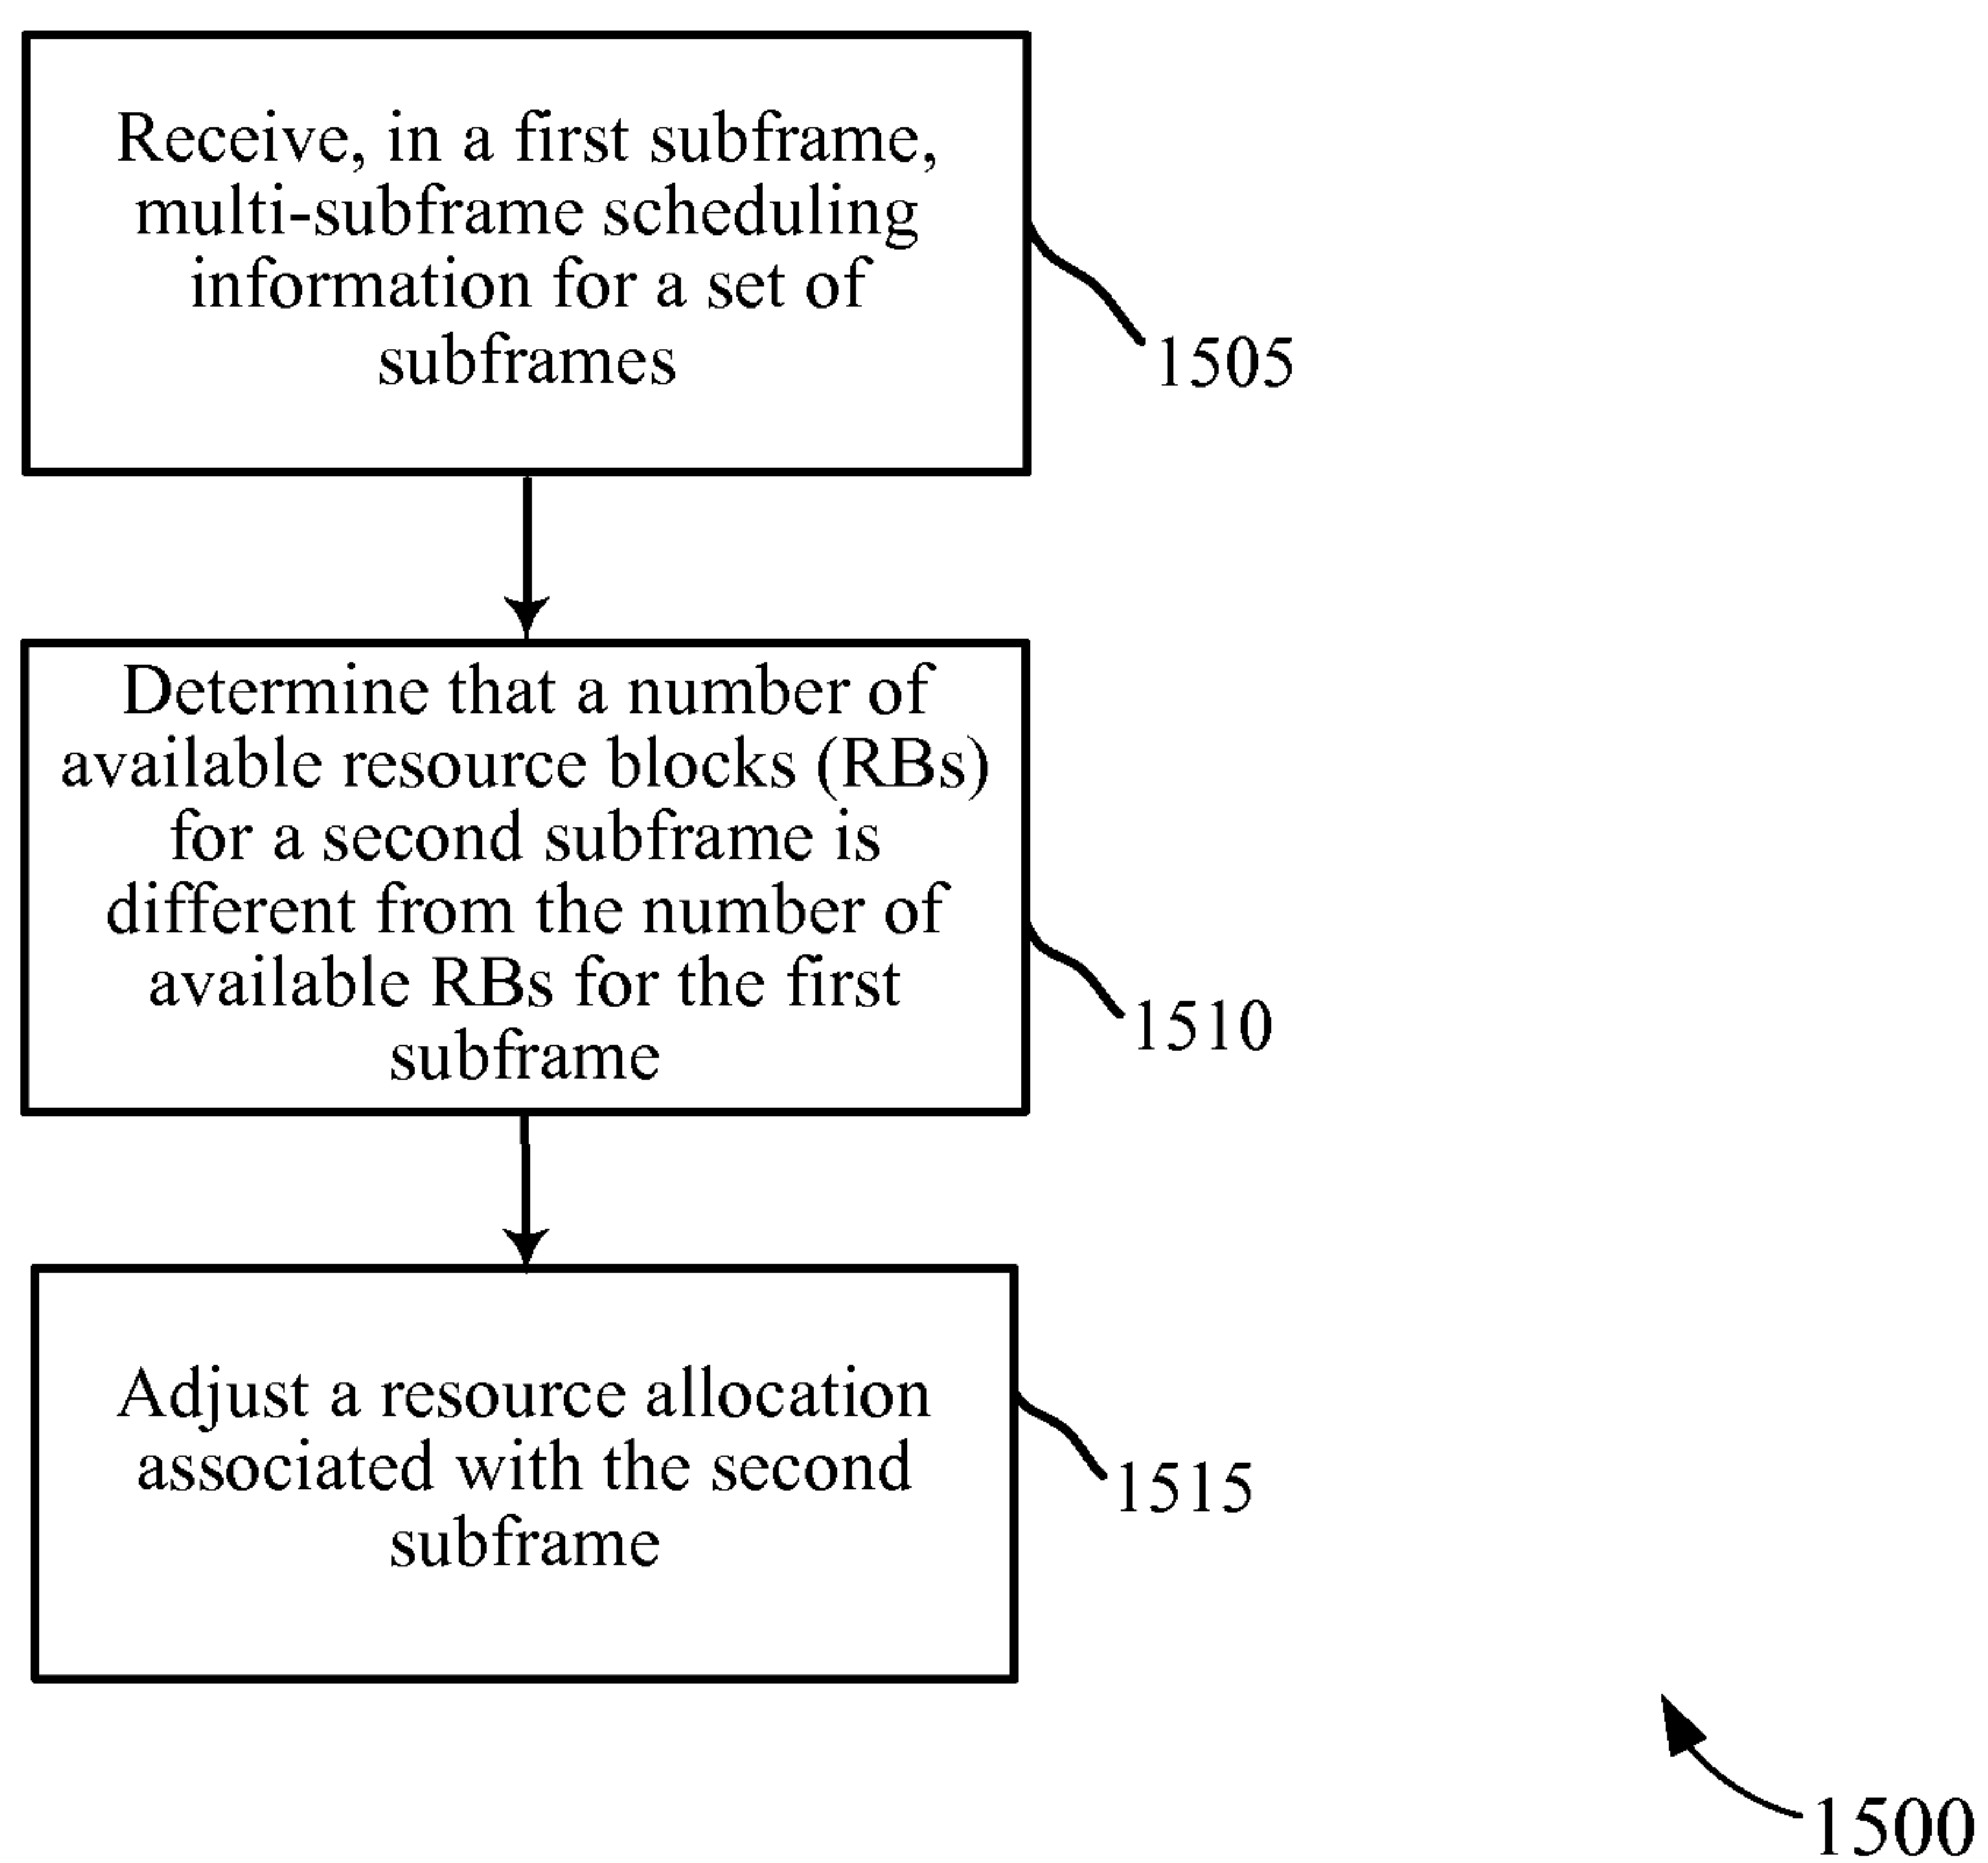 Receive, in a first subframe,
multi-subframe scheduling
information for a set of
subframes
1505
Determine that a number of
available resource blocks (RBs)
for a second subframe is
different from the number of
available RBs for the first
subframe
1510
Adjust a resource allocation
associated with the second
subframe
1515
1500